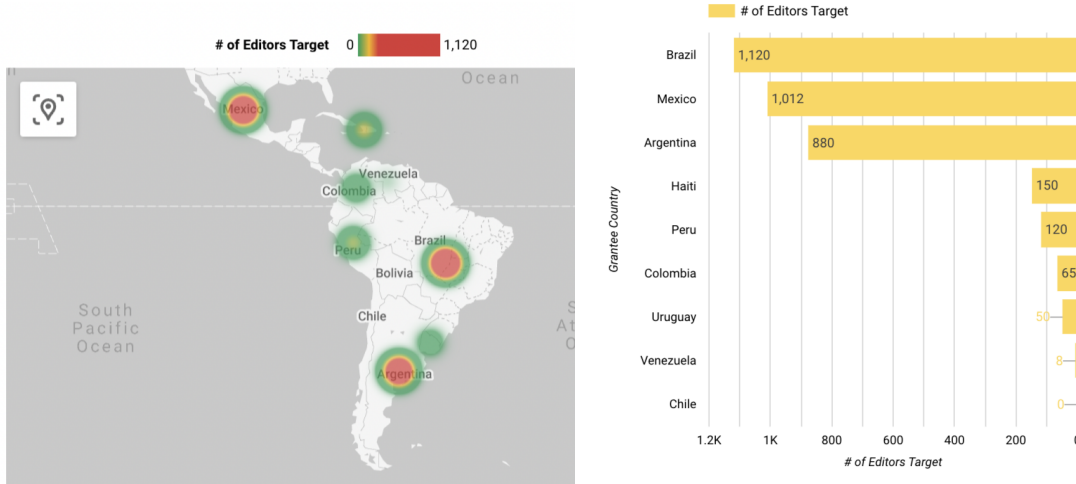 # of Editors Target 0 1,120
Ocean
Mexico
Venezuela
Colombia
Brazil
Peru
Bolivia
Chile
South
Pacific
Ocean
S
At
O
Argentina
# of Editors Target
Grantee Country
Brazil 1,120
Mexico 1,012
Argentina 880
Haiti 150
Peru 120
Colombia 65
Uruguay 50
Venezuela 8
Chile 0
1.2K 1K 800 600 400 200 0
# of Editors Target